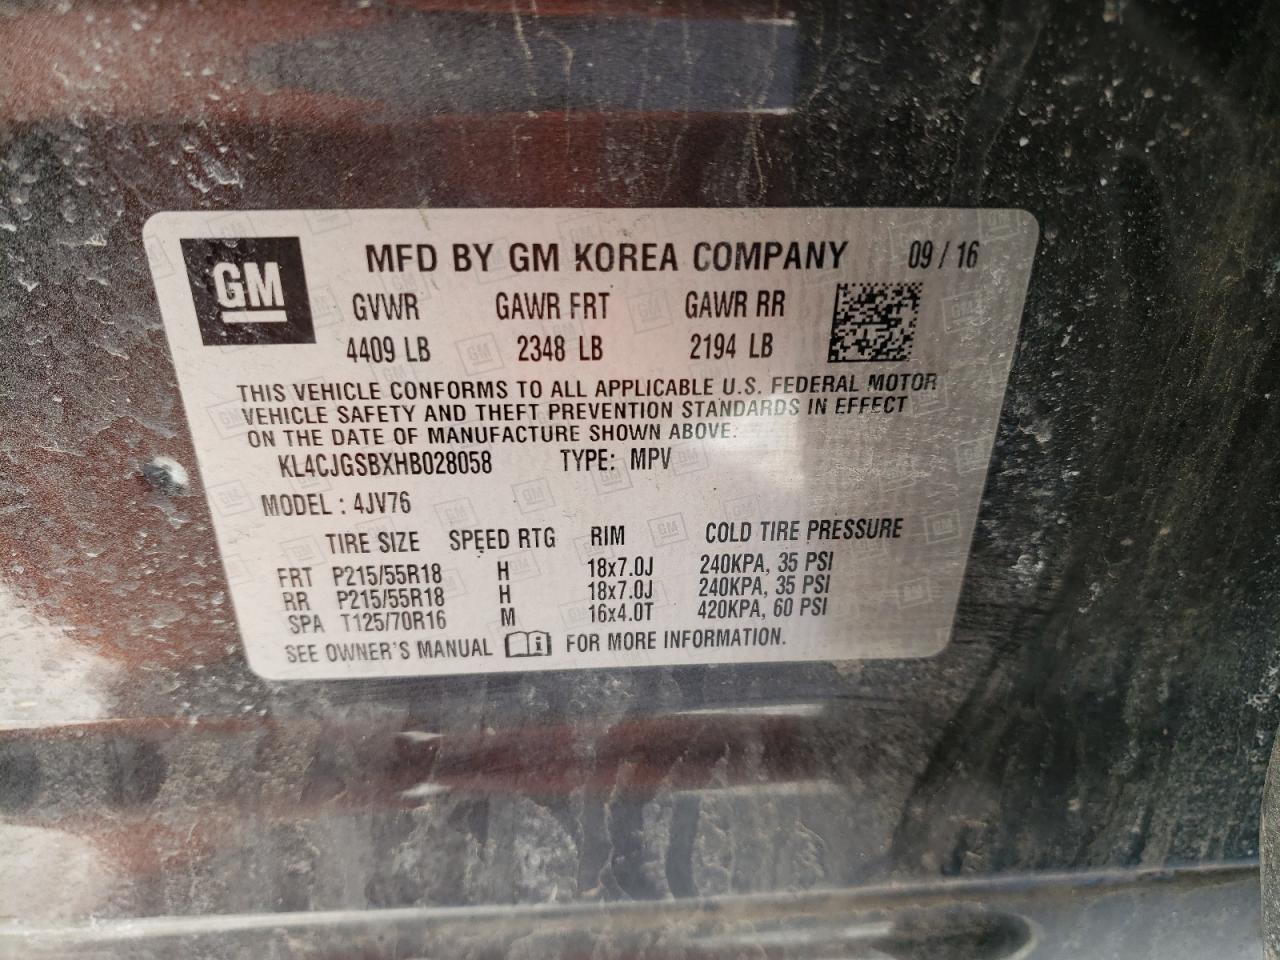 GM MFD BY GM KOREA COMPANY 09 / 16
GVWR GAWR FRT GAWR RR
4409 LB 2348 LB 2194 LB
THIS VEHICLE CONFORMS TO ALL APPLICABLE U.S. FEDERAL MOTOR
VEHICLE SAFETY AND THEFT PREVENTION STANDARDS IN EFFECT
ON THE DATE OF MANUFACTURE SHOWN ABOVE.
KL4CJGSBXHB028058 TYPE: MPV
MODEL : 4JV76
TIRE SIZE SPEED RTG RIM COLD TIRE PRESSURE
FRT P215/55R18 H 18x7.0J 240KPA, 35 PSI
RR P215/55R18 H 18x7.0J 240KPA, 35 PSI
SPA T125/70R16 M 16x4.0T 420KPA, 60 PSI
SEE OWNER'S MANUAL FOR MORE INFORMATION.